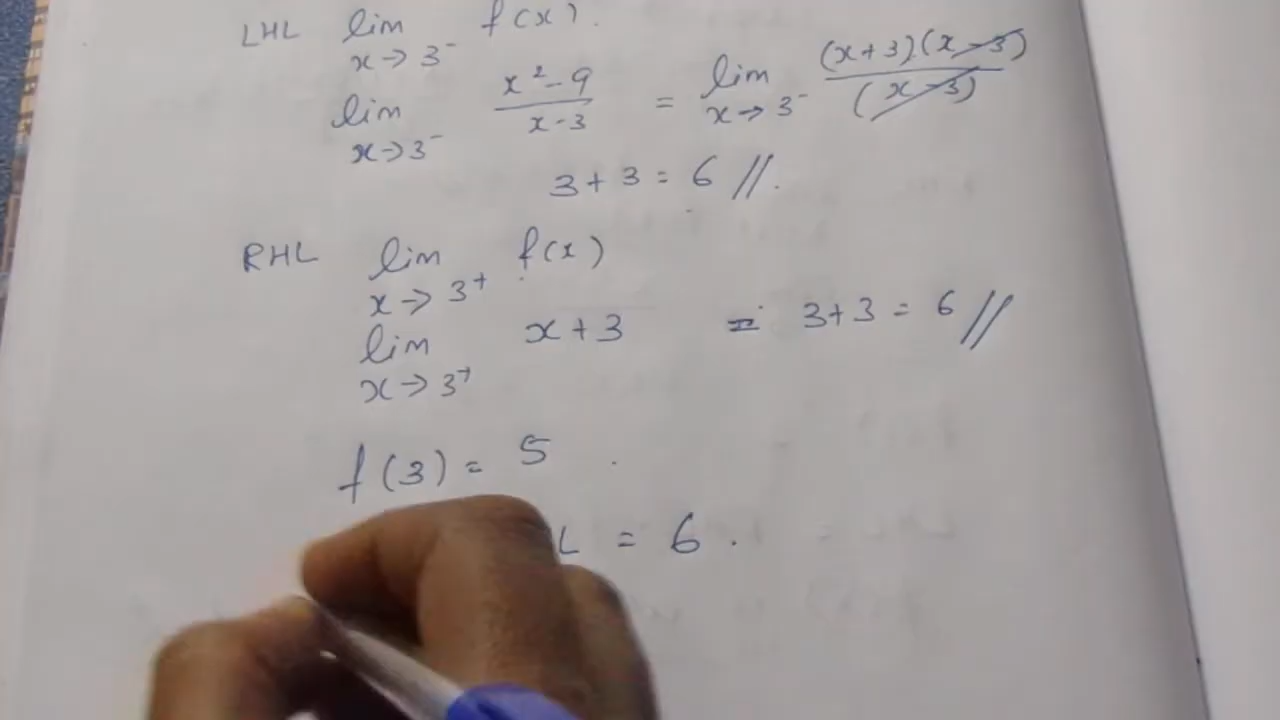 LHL lim x→3⁻ f(x).
lim x→3⁻ x²-9 / x-3 = lim x→3⁻ (x+3)(x-3) / (x-3)
3+3=6 //.
RHL lim x→3⁺ f(x)
lim x→3⁺ x+3 = 3+3=6 //
f(3)=5
L = 6.